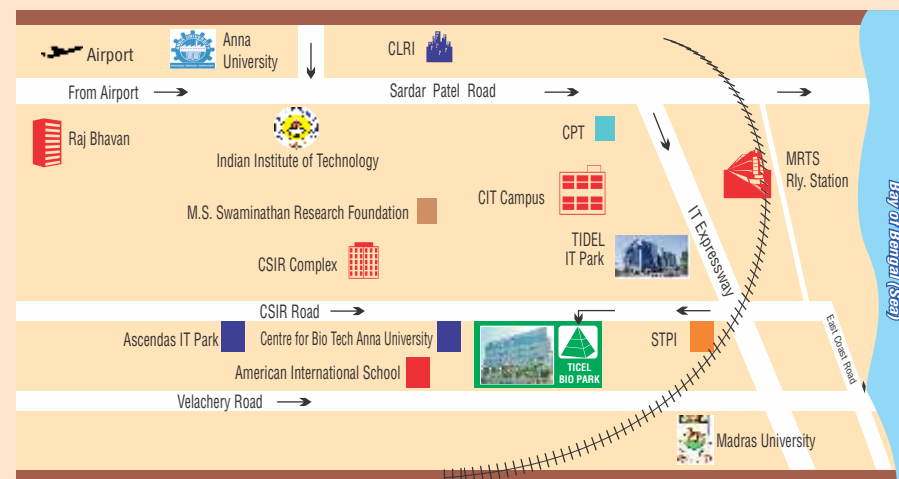 Airport
Anna
University
CLRI
From Airport
Sardar Patel Road
Raj Bhavan
Indian Institute of Technology
CPT
MRTS
Rly. Station
CIT Campus
M.S. Swaminathan Research Foundation
IT Expressway
TIDEL
IT Park
CSIR Complex
Bay of Bengal (Sea)
CSIR Road
Ascendas IT Park
Centre for Bio Tech Anna University
STPI
East Coast Road
TICEL
BIO PARK
American International School
Velachery Road
Madras University